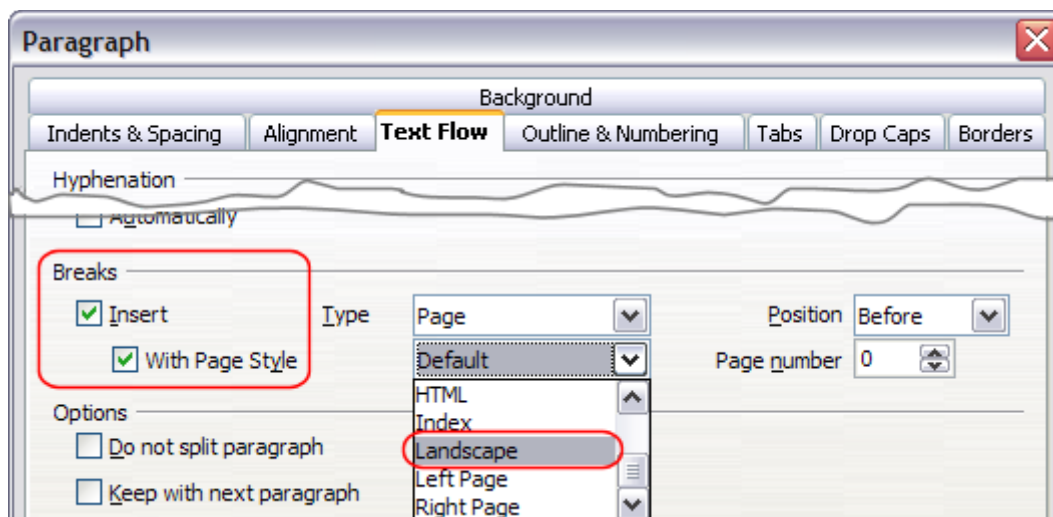 Paragraph
Background
Indents & Spacing Alignment Text Flow Outline & Numbering Tabs Drop Caps Borders
Hyphenation
Automatically
Breaks
Insert Type Page Position Before
With Page Style Default Page number 0
HTML
Options Index
Do not split paragraph Landscape
Left Page
Keep with next paragraph Right Page